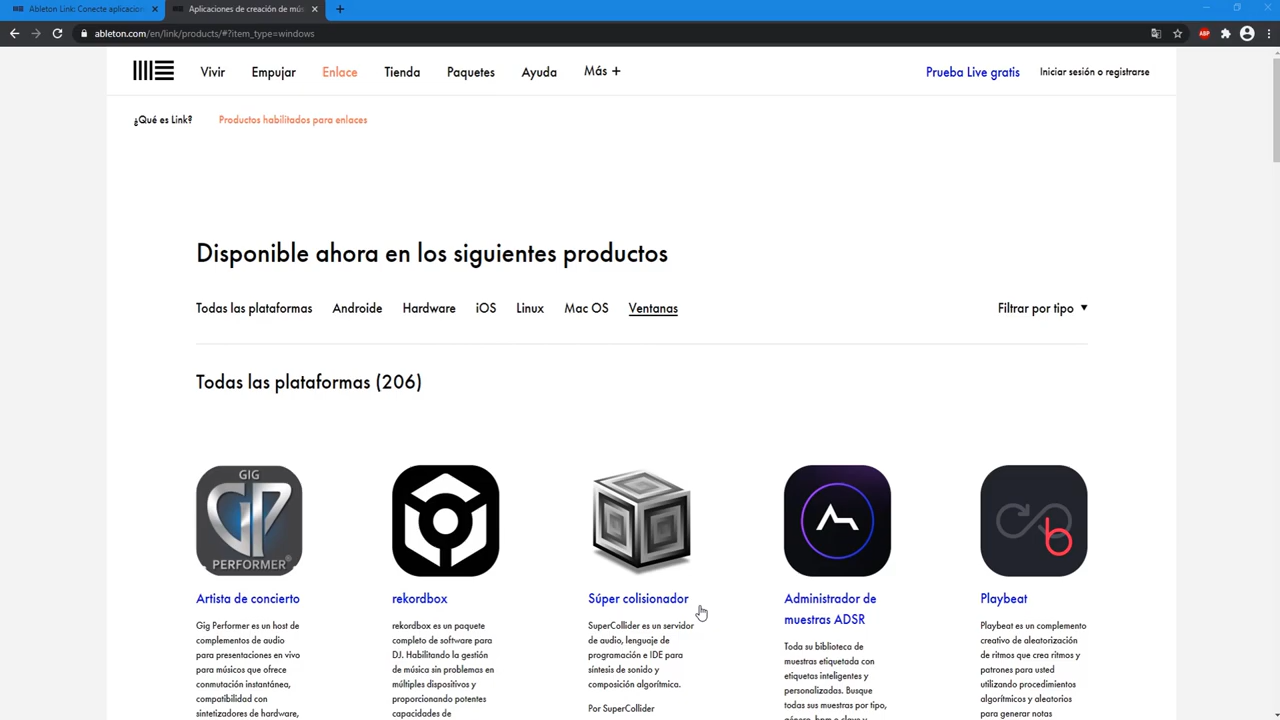 Ableton Link: Conecte aplicacion
Aplicaciones de creación de mús
ableton.com/en/link/products/#?item_type=windows
ABP
Vivir Empujar Enlace Tienda Paquetes Ayuda Más + Prueba Live gratis Iniciar sesión o registrarse
¿Qué es Link? Productos habilitados para enlaces
Disponible ahora en los siguientes productos
Todas las plataformas Androide Hardware iOS Linux Mac OS Ventanas Filtrar por tipo
Todas las plataformas (206)
GIG
GP
PERFORMER
Artista de concierto
Gig Performer es un host de
complementos de audio
para presentaciones en vivo
para músicos que ofrece
conmutación instantánea,
compatibilidad con
sintetizadores de hardware,
rekordbox
rekordbox es un paquete
completo de software para
DJ. Habilitando la gestión
de música sin problemas en
múltiples dispositivos y
proporcionando potentes
capacidades de
Súper colisionador
SuperCollider es un servidor
de audio, lenguaje de
programación e IDE para
síntesis de sonido y
composición algorítmica.
Por SuperCollider
Administrador de
muestras ADSR
Toda su biblioteca de
muestras etiquetada con
etiquetas inteligentes y
personalizadas. Busque
todas sus muestras por tipo,
género, bpm o clave y
b
Playbeat
Playbeat es un complemento
creativo de aleatorización
de ritmos que crea ritmos y
patrones para usted
utilizando procedimientos
algorítmicos y aleatorios
para generar notas